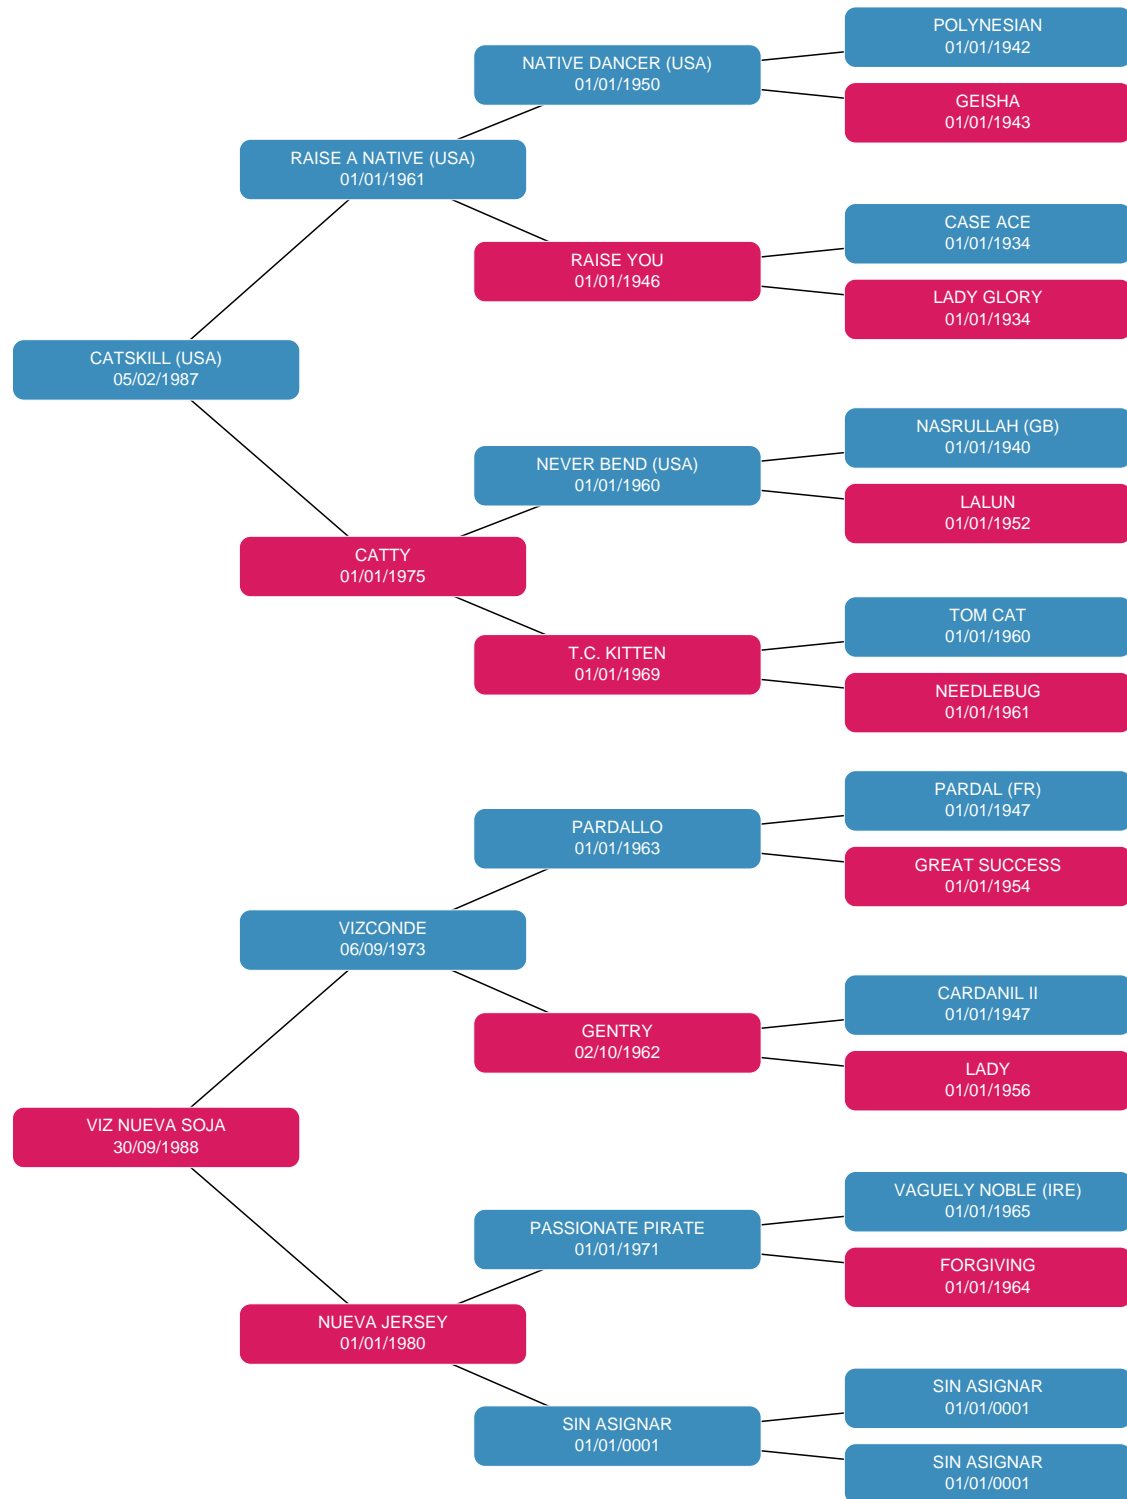 POLYNESIAN
01/01/1942
NATIVE DANCER (USA)
01/01/1950
GEISHA
01/01/1943
RAISE A NATIVE (USA)
01/01/1961
CASE ACE
01/01/1934
RAISE YOU
01/01/1946
LADY GLORY
01/01/1934
CATSKILL (USA)
05/02/1987
NASRULLAH (GB)
01/01/1940
NEVER BEND (USA)
01/01/1960
LALUN
01/01/1952
CATTY
01/01/1975
TOM CAT
01/01/1960
T.C. KITTEN
01/01/1969
NEEDLEBUG
01/01/1961
PARDAL (FR)
01/01/1947
PARDALLO
01/01/1963
GREAT SUCCESS
01/01/1954
VIZCONDE
06/09/1973
CARDANIL II
01/01/1947
GENTRY
02/10/1962
LADY
01/01/1956
VIZ NUEVA SOJA
30/09/1988
VAGUELY NOBLE (IRE)
01/01/1965
PASSIONATE PIRATE
01/01/1971
FORGIVING
01/01/1964
NUEVA JERSEY
01/01/1980
SIN ASIGNAR
01/01/0001
SIN ASIGNAR
01/01/0001
SIN ASIGNAR
01/01/0001